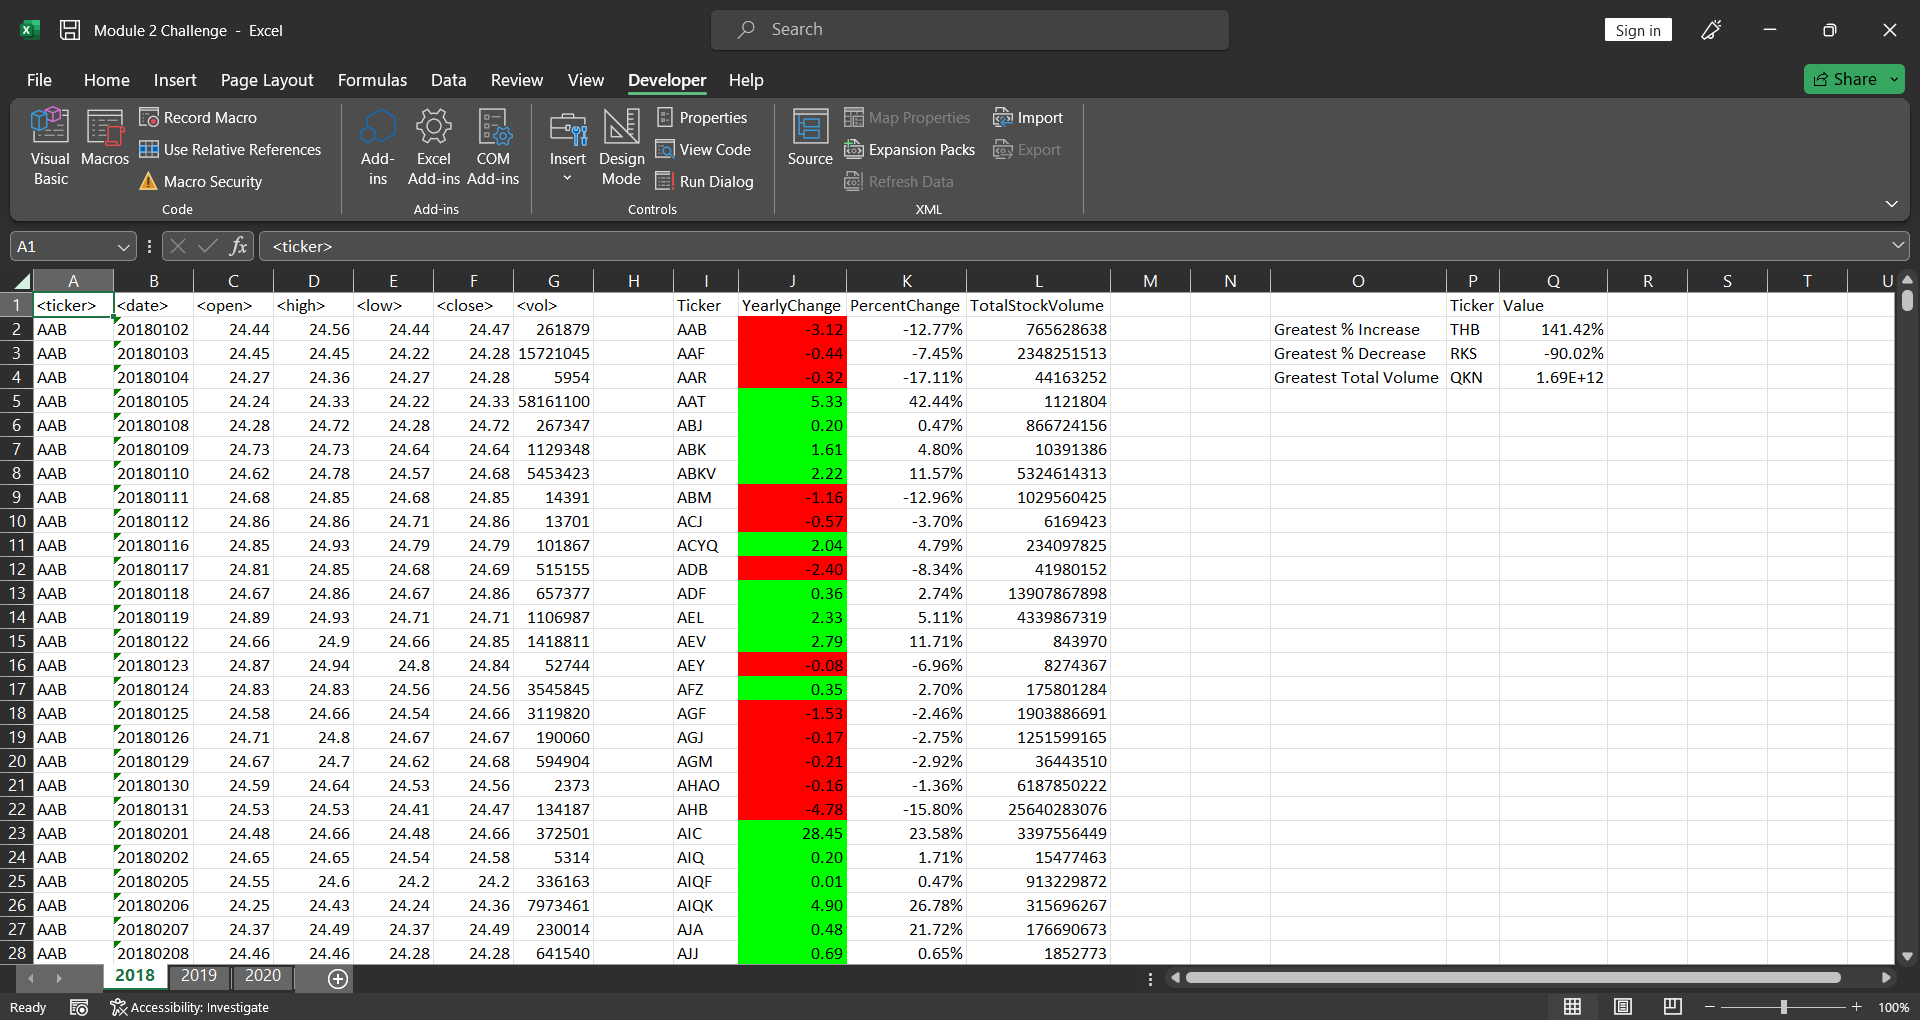 Module 2 Challenge - Excel
Search
Sign in
File Home Insert Page Layout Formulas Data Review View Developer Help
Share
Visual Basic
Macros
Record Macro
Use Relative References
Macro Security
Code
Add-ins
Excel Add-ins
COM Add-ins
Add-ins
Insert
Design Mode
Properties
View Code
Run Dialog
Controls
Source
Map Properties
Expansion Packs
Refresh Data
Import
Export
XML
A1 fx <ticker>
A B C D E F G H I J K L M N O P Q R S T U
1 <ticker> <date> <open> <high> <low> <close> <vol> Ticker YearlyChange PercentChange TotalStockVolume Ticker Value
2 AAB 20180102 24.44 24.56 24.44 24.47 261879 AAB -3.12 -12.77% 765628638 Greatest % Increase THB 141.42%
3 AAB 20180103 24.45 24.45 24.22 24.28 15721045 AAF -0.44 -7.45% 2348251513 Greatest % Decrease RKS -90.02%
4 AAB 20180104 24.27 24.36 24.27 24.28 5954 AAR -0.32 -17.11% 44163252 Greatest Total Volume QKN 1.69E+12
5 AAB 20180105 24.24 24.33 24.22 24.33 58161100 AAT 5.33 42.44% 1121804
6 AAB 20180108 24.28 24.72 24.28 24.72 267347 ABJ 0.20 0.47% 866724156
7 AAB 20180109 24.73 24.73 24.64 24.64 1129348 ABK 1.61 4.80% 10391386
8 AAB 20180110 24.62 24.78 24.57 24.68 5453423 ABKV 2.22 11.57% 5324614313
9 AAB 20180111 24.68 24.85 24.68 24.85 14391 ABM -1.16 -12.96% 1029560425
10 AAB 20180112 24.86 24.86 24.71 24.86 13701 ACJ -0.57 -3.70% 6169423
11 AAB 20180116 24.85 24.93 24.79 24.79 101867 ACYQ 2.04 4.79% 234097825
12 AAB 20180117 24.81 24.85 24.68 24.69 515155 ADB -2.40 -8.34% 41980152
13 AAB 20180118 24.67 24.86 24.67 24.86 657377 ADF 0.36 2.74% 13907867898
14 AAB 20180119 24.89 24.93 24.71 24.71 1106987 AEL 2.33 5.11% 4339867319
15 AAB 20180122 24.66 24.9 24.66 24.85 1418811 AEV 2.79 11.71% 843970
16 AAB 20180123 24.87 24.94 24.8 24.84 52744 AEY -0.08 -6.96% 8274367
17 AAB 20180124 24.83 24.83 24.56 24.56 3545845 AFZ 0.35 2.70% 175801284
18 AAB 20180125 24.58 24.66 24.54 24.66 3119820 AGF -1.53 -2.46% 1903886691
19 AAB 20180126 24.71 24.8 24.67 24.67 190060 AGJ -0.17 -2.75% 1251599165
20 AAB 20180129 24.67 24.7 24.62 24.68 594904 AGM -0.21 -2.92% 36443510
21 AAB 20180130 24.59 24.64 24.53 24.56 2373 AHAO -0.16 -1.36% 6187850222
22 AAB 20180131 24.53 24.53 24.41 24.47 134187 AHB -4.78 -15.80% 25640283076
23 AAB 20180201 24.48 24.66 24.48 24.66 372501 AIC 28.45 23.58% 3397556449
24 AAB 20180202 24.65 24.65 24.54 24.58 5314 AIQ 0.20 1.71% 15477463
25 AAB 20180205 24.55 24.6 24.2 24.2 336163 AIQF 0.01 0.47% 913229872
26 AAB 20180206 24.25 24.43 24.24 24.36 7973461 AIQK 4.90 26.78% 315696267
27 AAB 20180207 24.37 24.49 24.37 24.49 230014 AJA 0.48 21.72% 176690673
28 AAB 20180208 24.46 24.46 24.28 24.28 641540 AJJ 0.69 0.65% 1852773
2018 2019 2020
Ready Accessibility: Investigate 100%